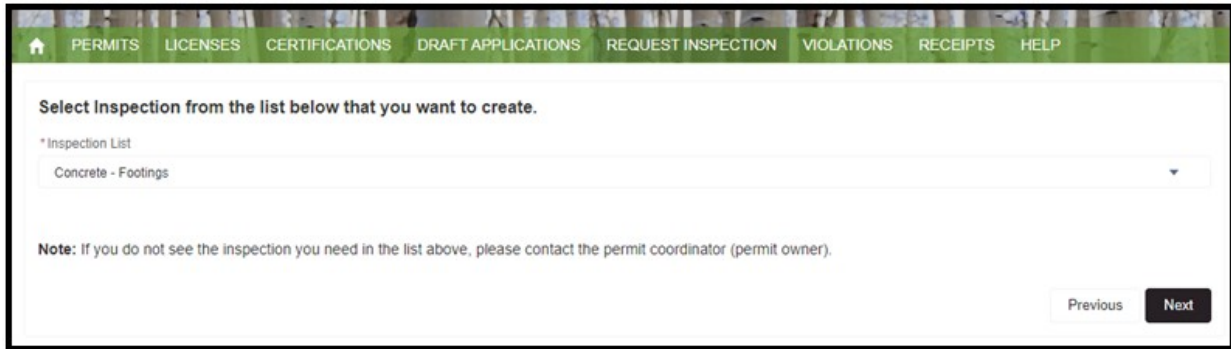 PERMITS LICENSES CERTIFICATIONS DRAFT APPLICATIONS REQUEST INSPECTION VIOLATIONS RECEIPTS HELP
Select Inspection from the list below that you want to create.
*Inspection List
Concrete - Footings
Note: If you do not see the inspection you need in the list above, please contact the permit coordinator (permit owner).
Previous Next